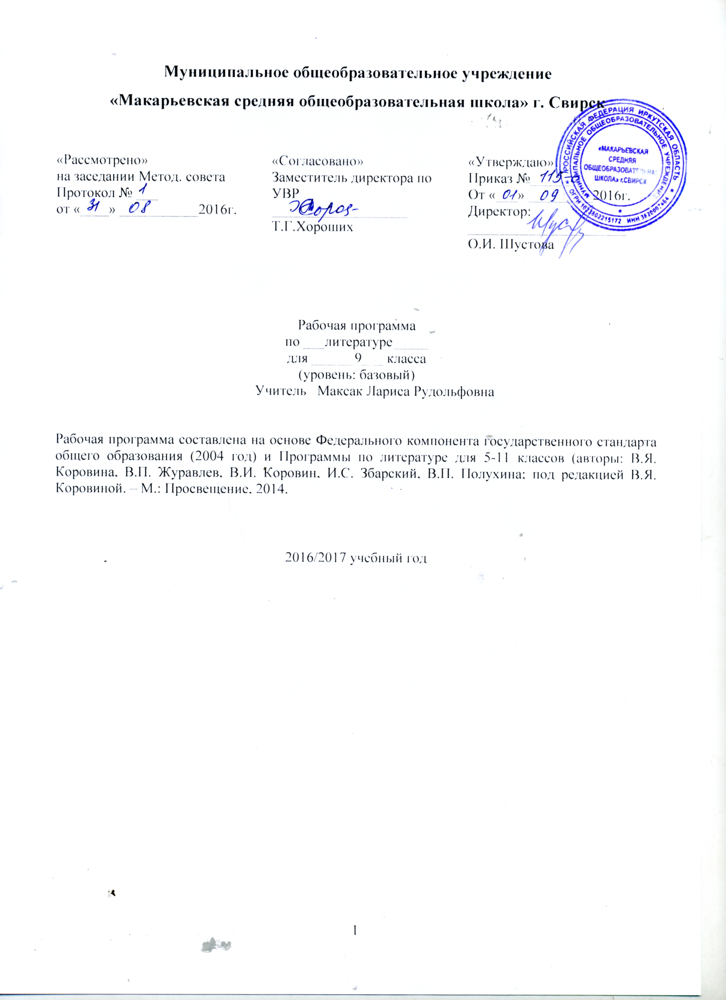 Муниципальное общеобразовательное учреждение
«Макарьевская средняя общеобразовательная школа» г. Свирск
«Рассмотрено»
на заседании Метод. совета
Протокол № 1
от « 31 » 08 2016г.
«Согласовано»
Заместитель директора по
УВР
Хорош
Т.Г.Хороших
«Утверждаю»
Приказ № 115-
От « 01 » 09 2016г.
Директор:
О.И. Шустова
РОССИЙСКАЯ ФЕДЕРАЦИЯ ИРКУТСКАЯ ОБЛАСТЬ
* ОГРН 1023802215172 ИНН 3820007464 *
МУНИЦИПАЛЬНОЕ ОБЩЕОБРАЗОВАТЕЛЬНОЕ УЧРЕЖДЕНИЕ
«МАКАРЬЕВСКАЯ
СРЕДНЯЯ
ОБЩЕОБРАЗОВАТЕЛЬНАЯ
ШКОЛА» г.СВИРСК
Рабочая программа
по ___литературе_____
для ______9___ класса
(уровень: базовый)
Учитель Максак Лариса Рудольфовна
Рабочая программа составлена на основе Федерального компонента государственного стандарта
общего образования (2004 год) и Программы по литературе для 5-11 классов (авторы: В.Я.
Коровина, В.П. Журавлев, В.И. Коровин, И.С. Збарский, В.П. Полухина; под редакцией В.Я.
Коровиной. – М.: Просвещение, 2014.
2016/2017 учебный год
1